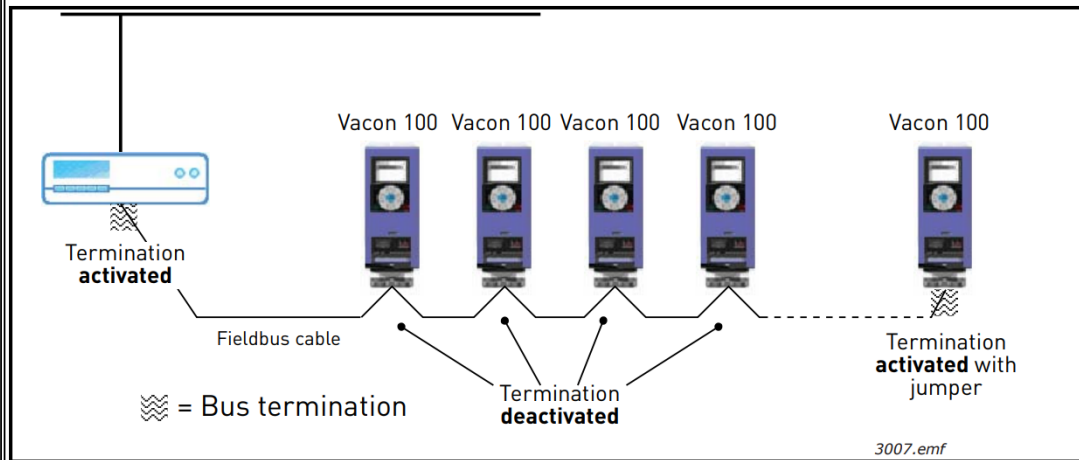 Vacon 100 Vacon 100 Vacon 100 Vacon 100 Vacon 100
Termination
activated
Fieldbus cable
Termination
deactivated
Termination
activated with
jumper
= Bus termination
3007.emf